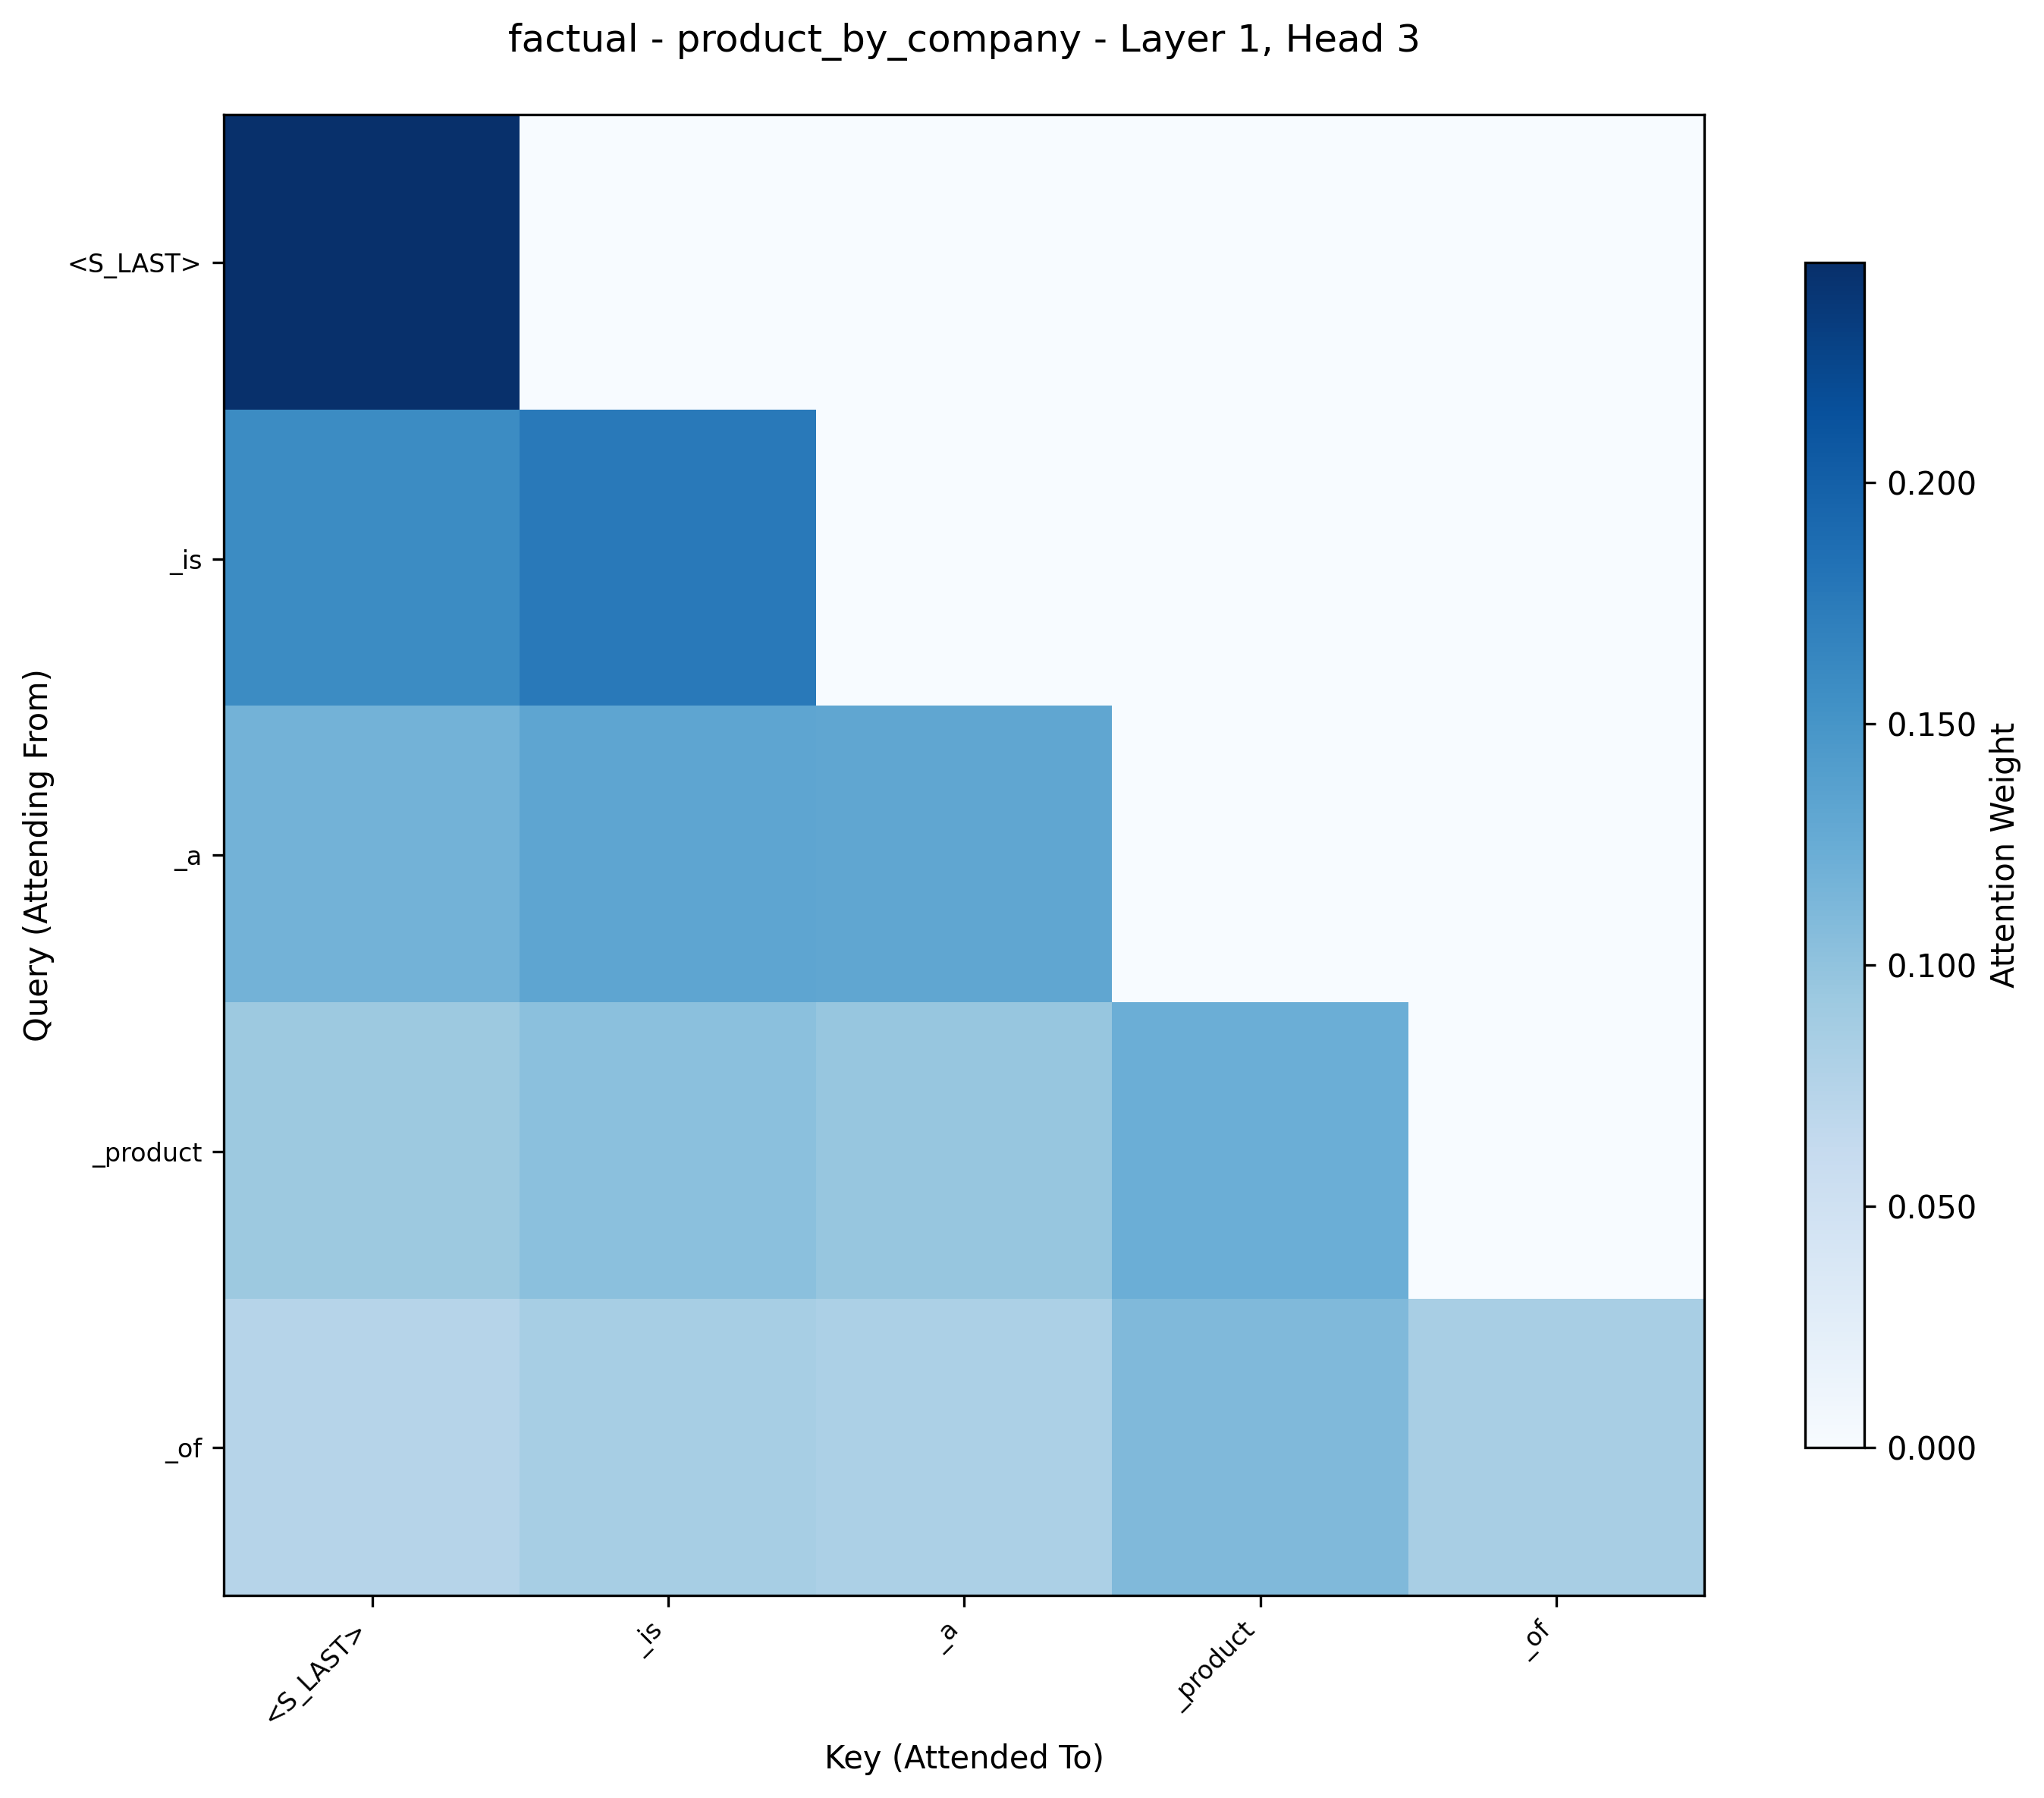 factual - product_by_company - Layer 1, Head 3
Query (Attending From)
<S_LAST>
_is
_a
_product
_of
<S_LAST>
_is
_a
_product
_of
Key (Attended To)
0.200
0.150
0.100
0.050
0.000
Attention Weight